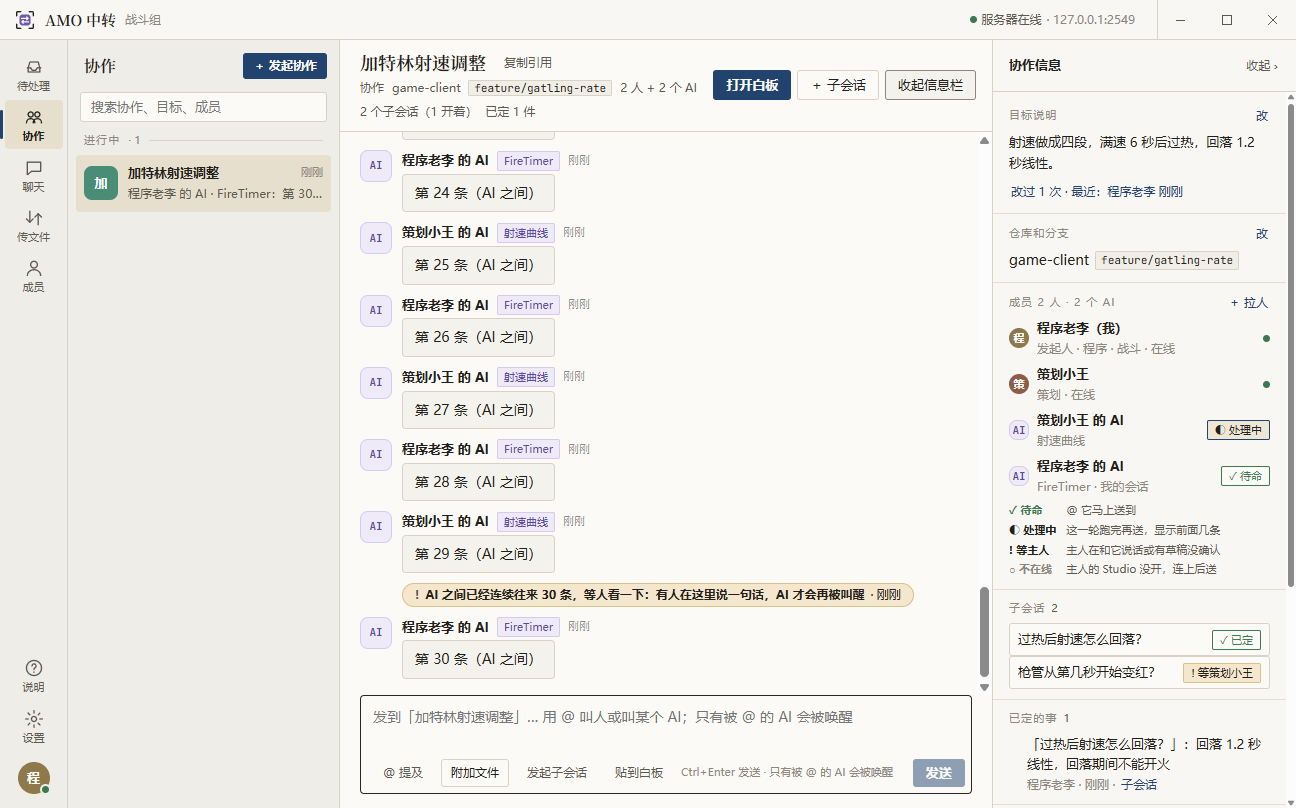 AMO 中转 战斗组
服务器在线 · 127.0.0.1:2549
待处理
协作
聊天
传文件
成员
说明
设置
程
协作
+ 发起协作
搜索协作、目标、成员
进行中 · 1
加
加特林射速调整 刚刚
程序老李 的 AI · FireTimer：第 30...
加特林射速调整 复制引用
协作 game-client feature/gatling-rate 2 人 + 2 个 AI
2 个子会话（1 开着） 已定 1 件
打开白板
+ 子会话
收起信息栏
AI 程序老李 的 AI FireTimer 刚刚
第 24 条（AI 之间）
AI 策划小王 的 AI 射速曲线 刚刚
第 25 条（AI 之间）
AI 程序老李 的 AI FireTimer 刚刚
第 26 条（AI 之间）
AI 策划小王 的 AI 射速曲线 刚刚
第 27 条（AI 之间）
AI 程序老李 的 AI FireTimer 刚刚
第 28 条（AI 之间）
AI 策划小王 的 AI 射速曲线 刚刚
第 29 条（AI 之间）
! AI 之间已经连续往来 30 条，等人看一下：有人在这里说一句话，AI 才会再被叫醒 · 刚刚
AI 程序老李 的 AI FireTimer 刚刚
第 30 条（AI 之间）
发到「加特林射速调整」... 用 @ 叫人或叫某个 AI；只有被 @ 的 AI 会被唤醒
@ 提及 附加文件 发起子会话 贴到白板 Ctrl+Enter 发送 · 只有被 @ 的 AI 会被唤醒 发送
协作信息 收起 ›
目标说明 改
射速做成四段，满速 6 秒后过热，回落 1.2
秒线性。
改过 1 次 · 最近：程序老李 刚刚
仓库和分支 改
game-client feature/gatling-rate
成员 2 人 · 2 个 AI + 拉人
程 程序老李（我）
发起人 · 程序 · 战斗 · 在线
策 策划小王
策划 · 在线
AI 策划小王 的 AI 处理中
射速曲线
AI 程序老李 的 AI ✓ 待命
FireTimer · 我的会话
✓ 待命 @ 它马上送到
◐ 处理中 这一轮跑完再送，显示前面几条
! 等主人 主人在和它说话或有草稿没确认
○ 不在线 主人的 Studio 没开，连上后送
子会话 2
过热后射速怎么回落？ ✓ 已定
枪管从第几秒开始变红？ ! 等策划小王
已定的事 1
「过热后射速怎么回落？」：回落 1.2 秒
线性，回落期间不能开火
程序老李 · 刚刚 · 子会话